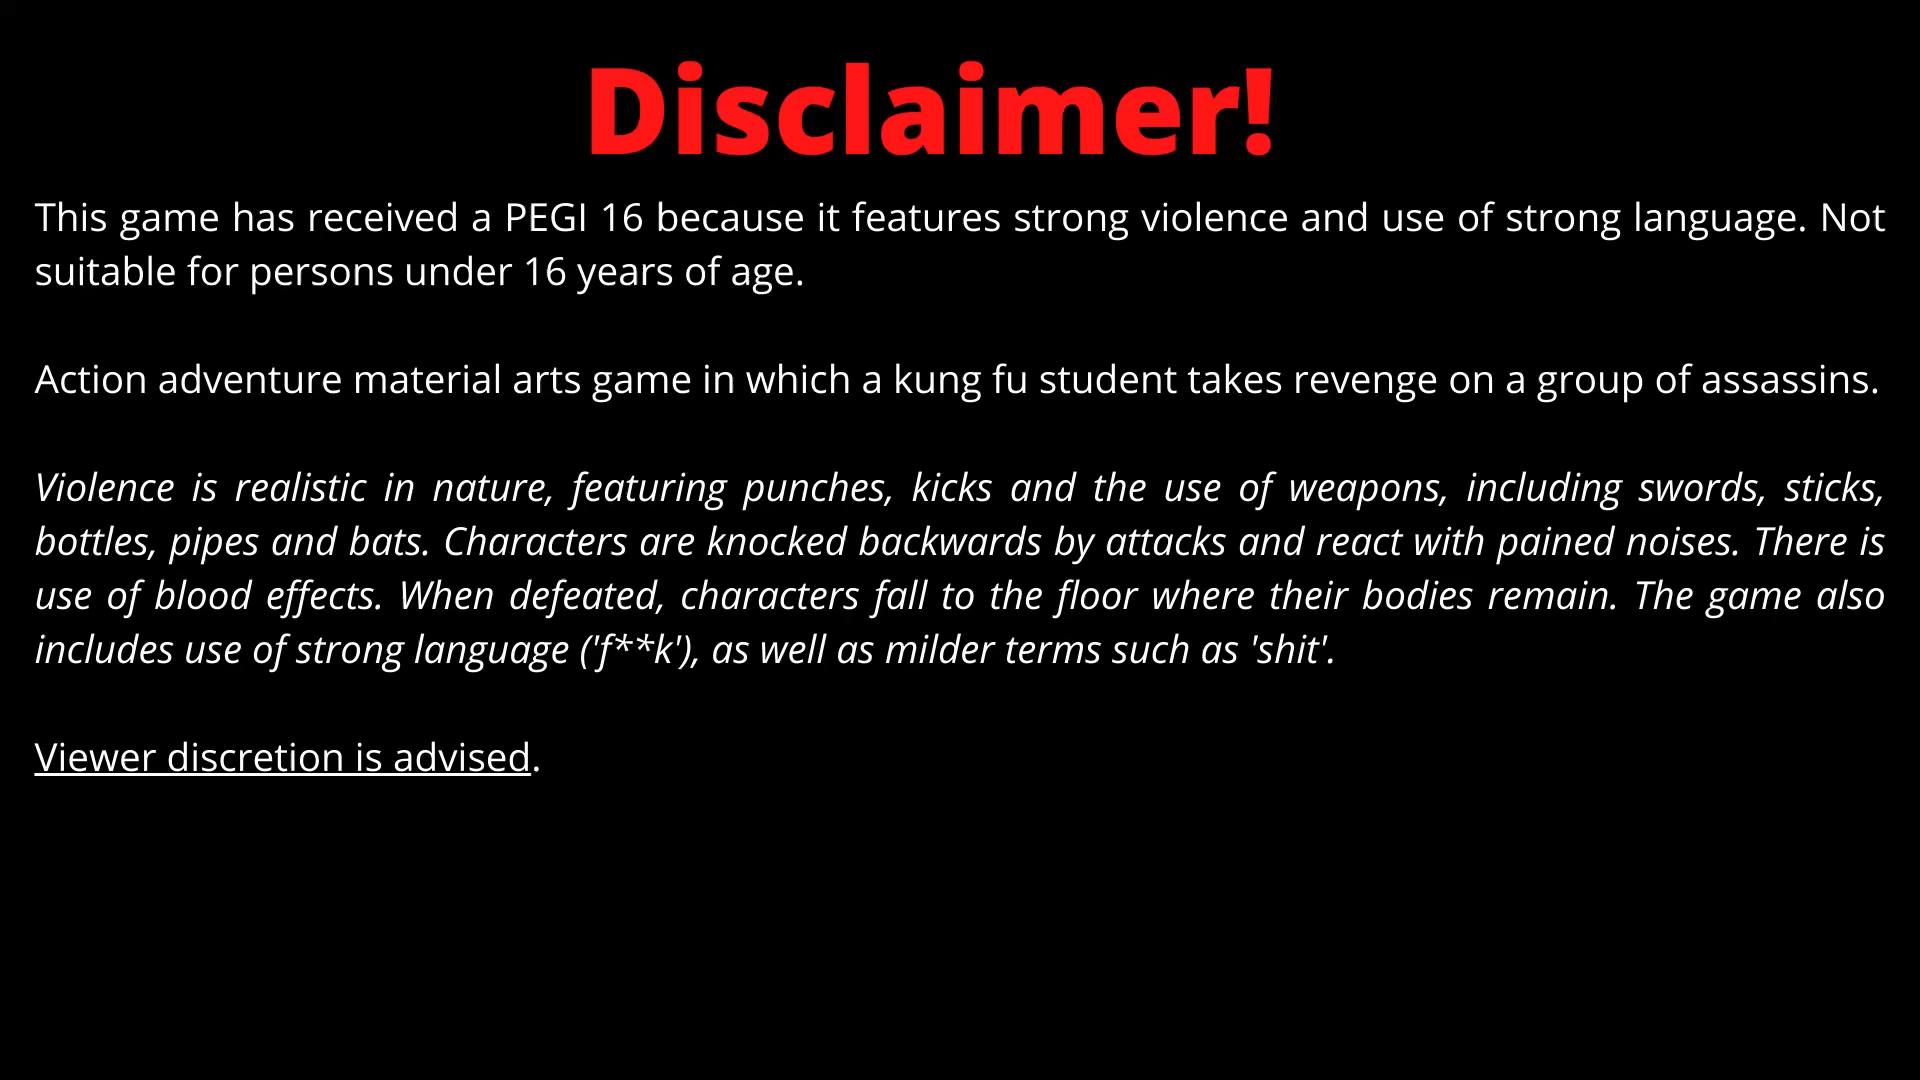 Disclaimer!
This game has received a PEGI 16 because it features strong violence and use of strong language. Not
suitable for persons under 16 years of age.
Action adventure material arts game in which a kung fu student takes revenge on a group of assassins.
Violence is realistic in nature, featuring punches, kicks and the use of weapons, including swords, sticks,
bottles, pipes and bats. Characters are knocked backwards by attacks and react with pained noises. There is
use of blood effects. When defeated, characters fall to the floor where their bodies remain. The game also
includes use of strong language ('f**k'), as well as milder terms such as 'shit'.
Viewer discretion is advised.